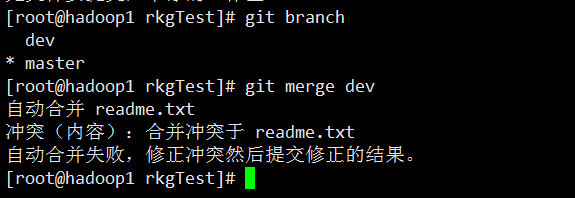 [root@hadoop1 rkgTest]# git branch
  dev
* master
[root@hadoop1 rkgTest]# git merge dev
自动合并 readme.txt
冲突（内容）：合并冲突于 readme.txt
自动合并失败，修正冲突然后提交修正的结果。
[root@hadoop1 rkgTest]#